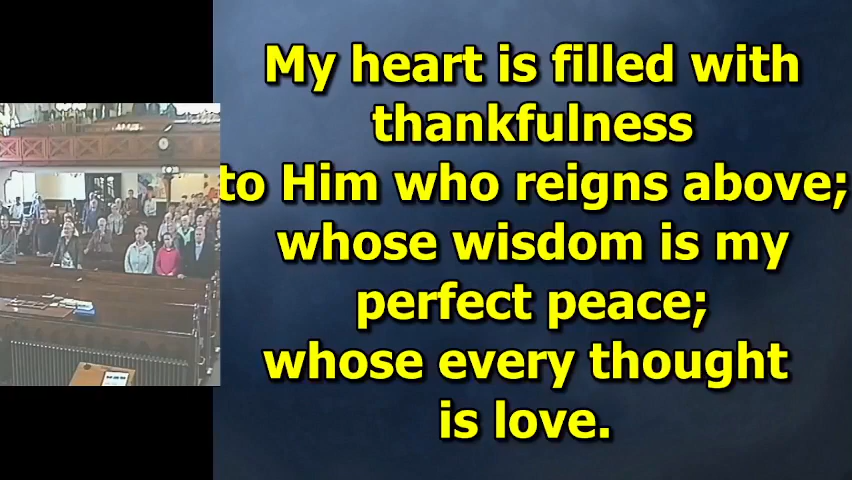 My heart is filled with
thankfulness
to Him who reigns above;
whose wisdom is my
perfect peace;
whose every thought
is love.